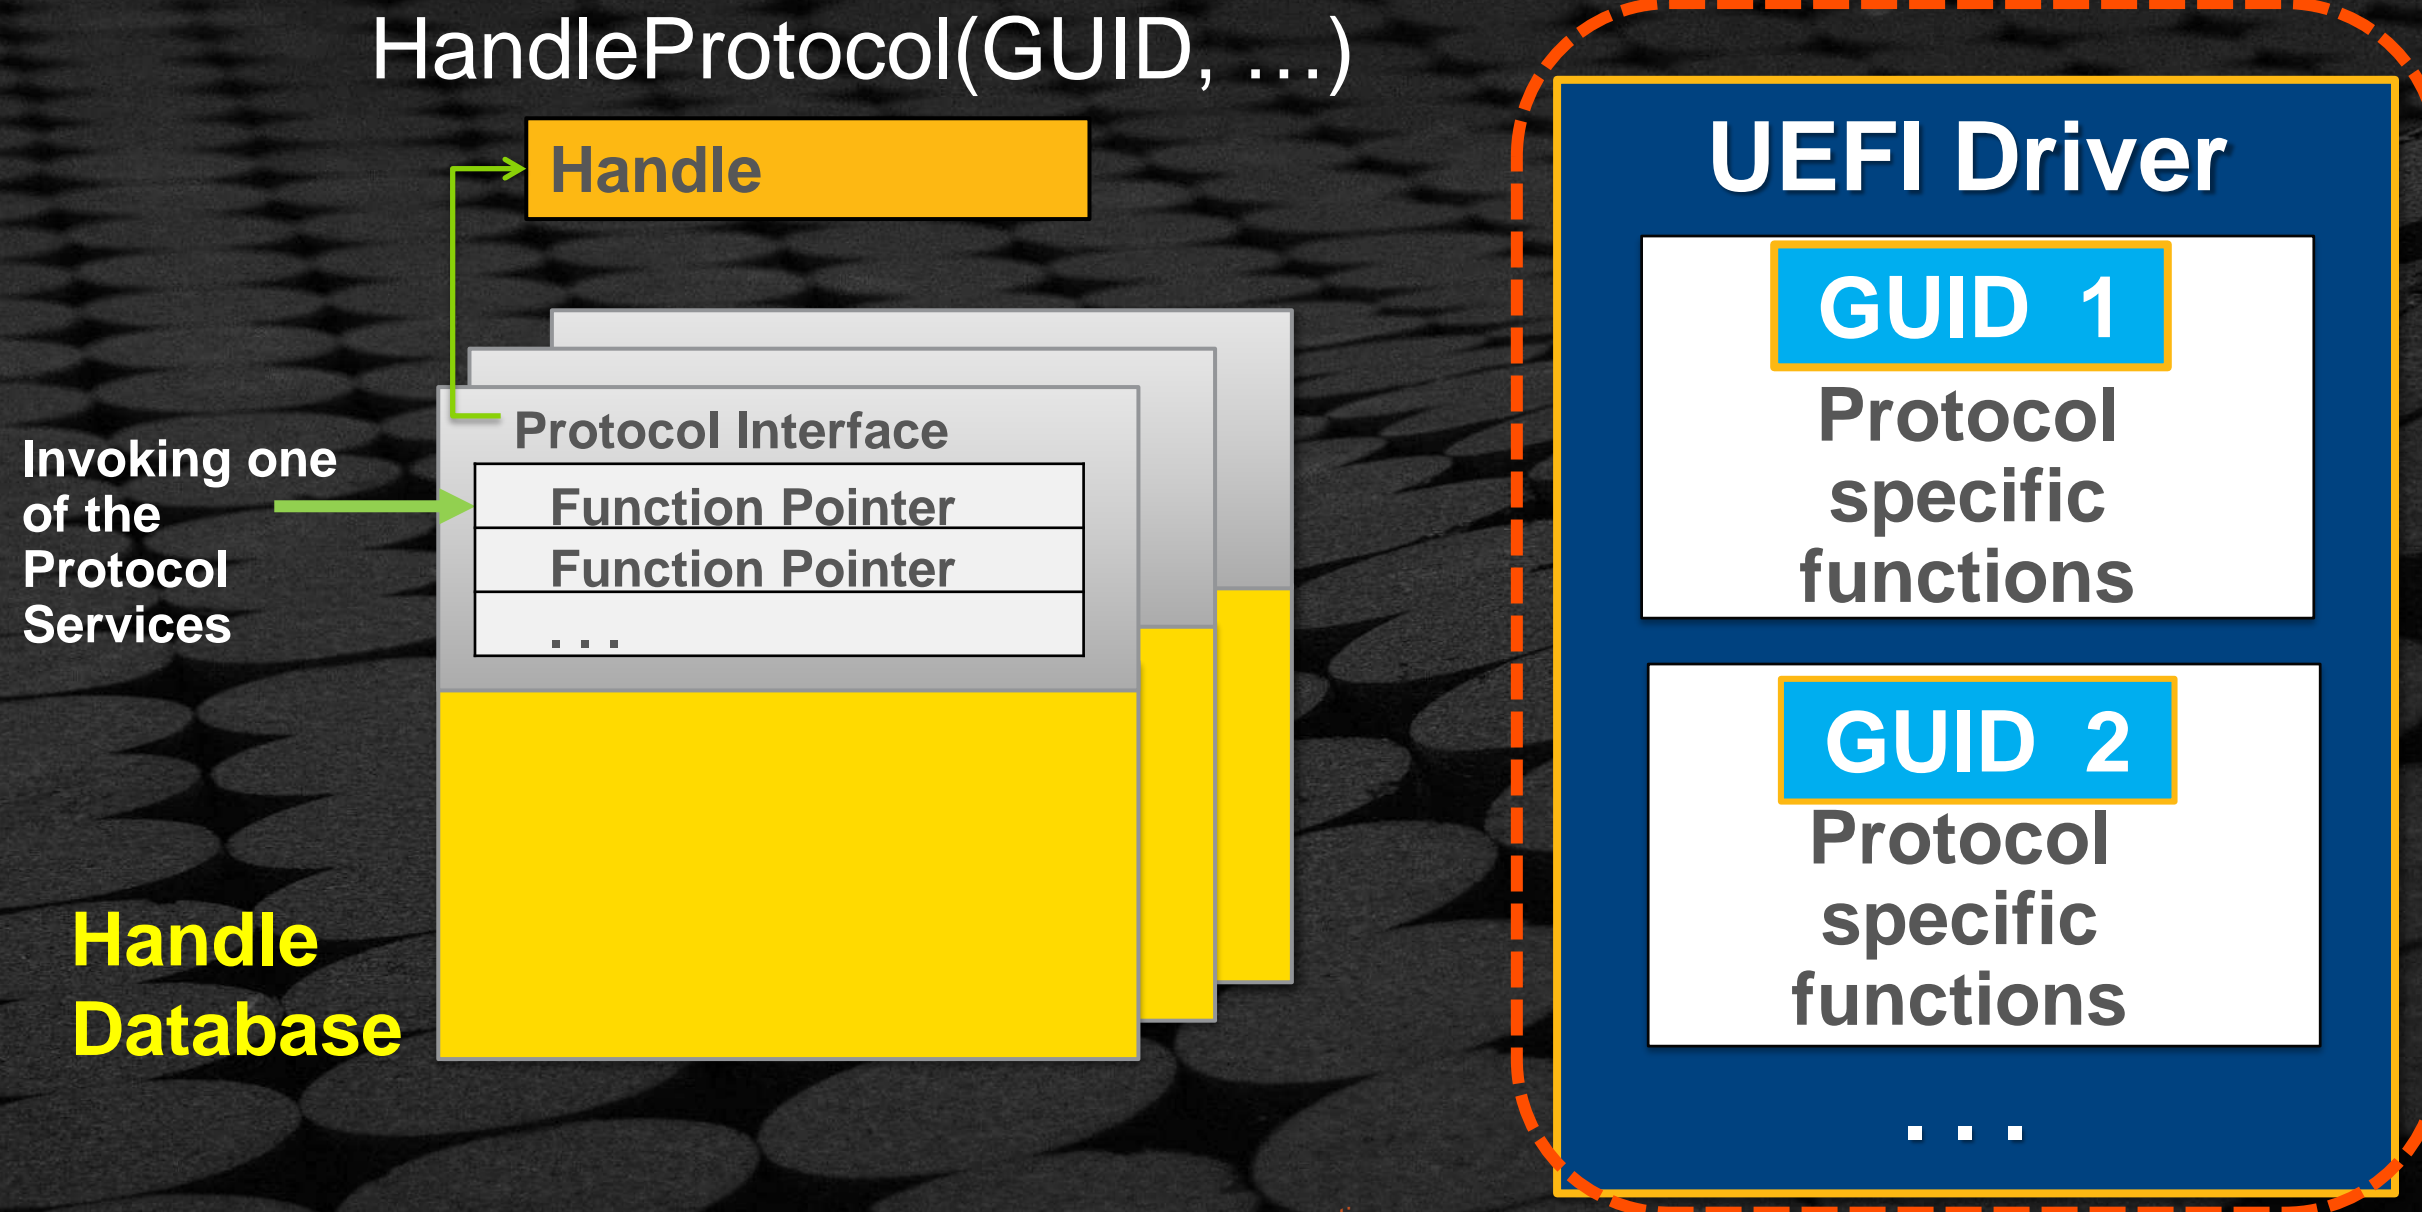 HandleProtocol(GUID, …)
Handle
Protocol Interface
Function Pointer
Function Pointer
. . .
Invoking one
of the
Protocol
Services
Handle
Database
UEFI Driver
GUID 1
Protocol
specific
functions
GUID 2
Protocol
specific
functions
. . .